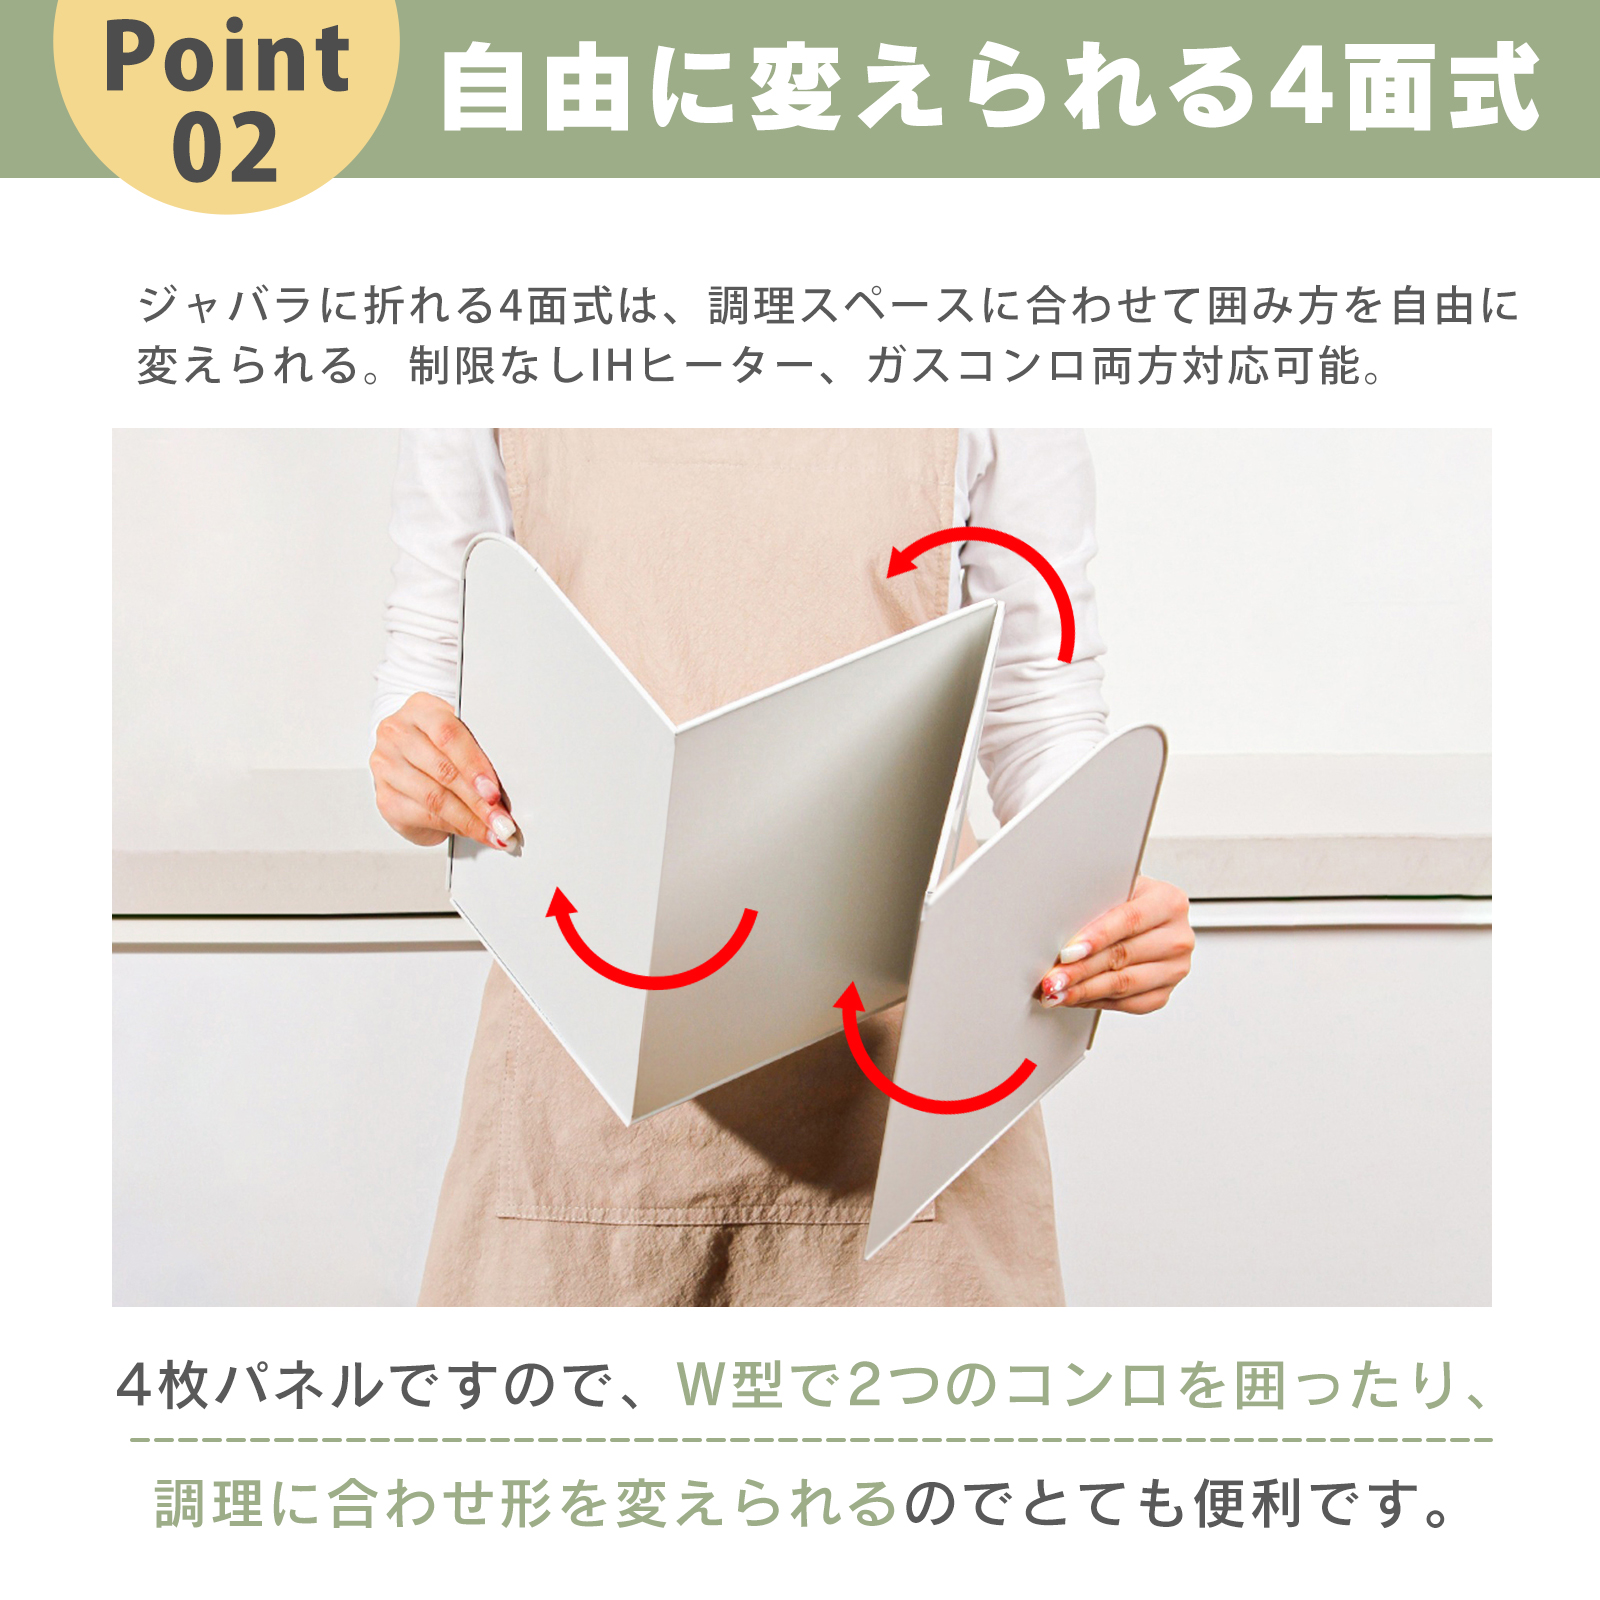 Point
02
自由に変えられる4面式
ジャバラに折れる4面式は、調理スペースに合わせて囲み方を自由に
変えられる。制限なしIHヒーター、ガスコンロ両方対応可能。
4枚パネルですので、W型で2つのコンロを囲ったり、
調理に合わせ形を変えられるのでとても便利です。